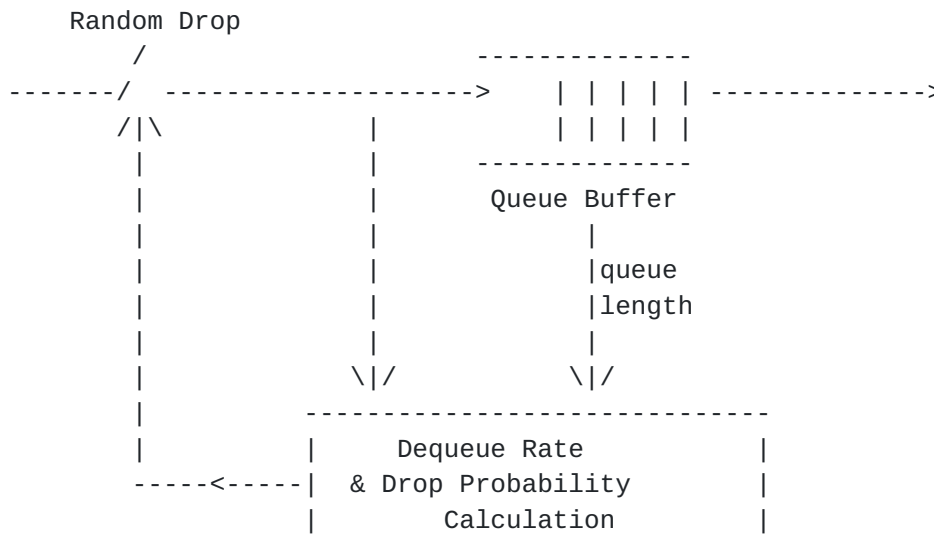 Random Drop
Queue Buffer
queue
length
Dequeue Rate
& Drop Probability
Calculation